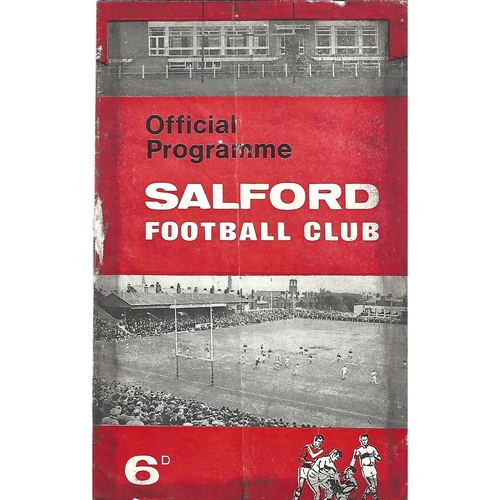 Official
Programme
SALFORD
FOOTBALL CLUB
6D